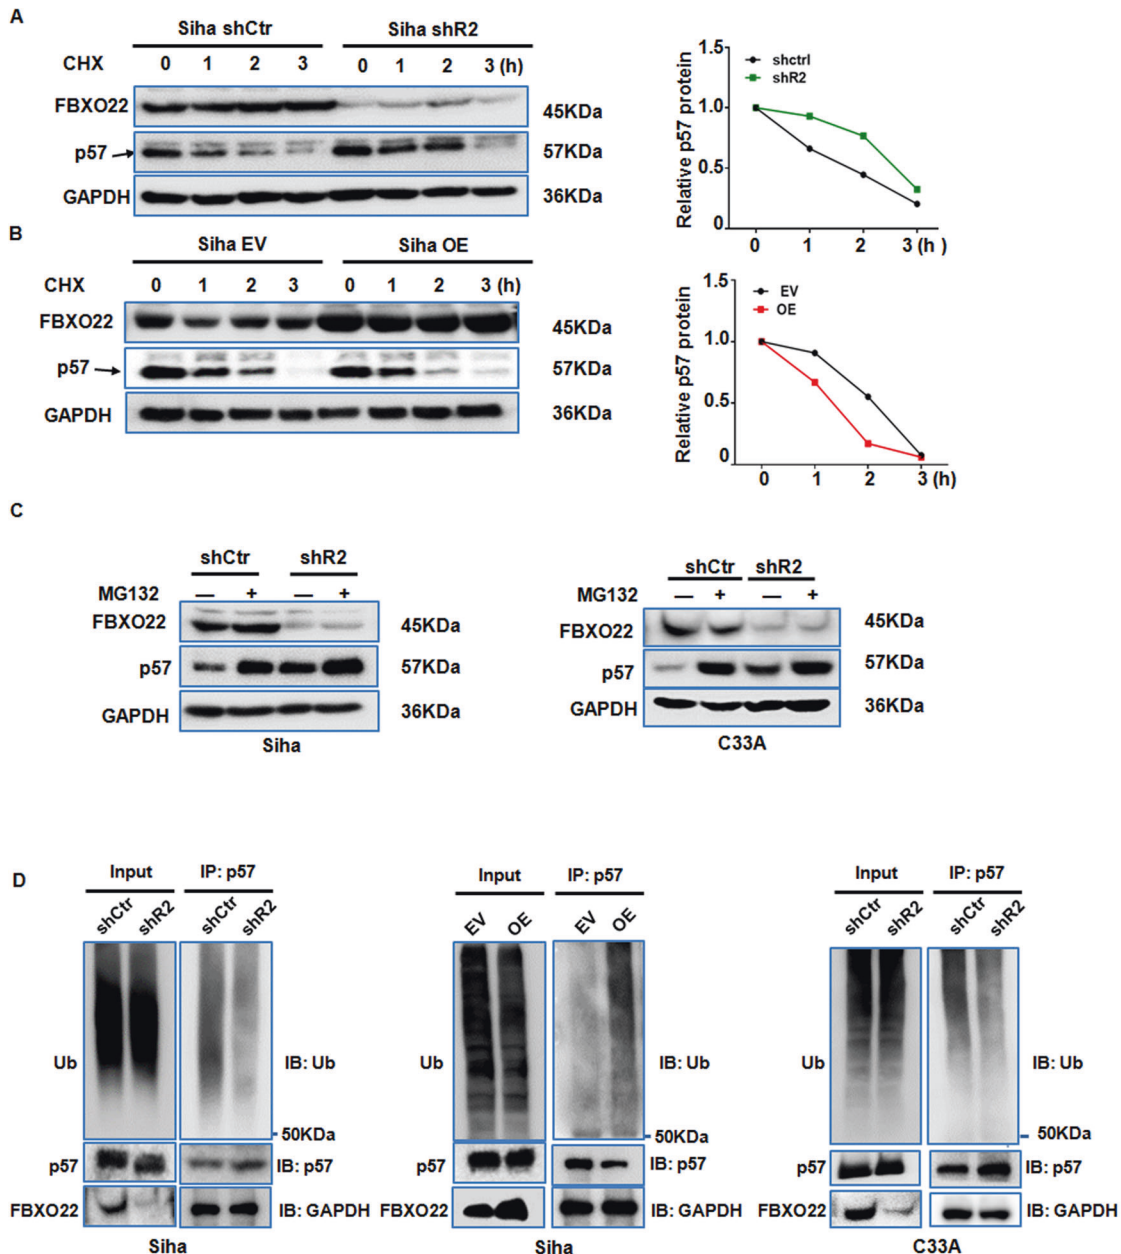 A
Siha shCtr Siha shR2
CHX 0 1 2 3 0 1 2 3 (h)
FBXO22 45KDa
p57 57KDa
GAPDH 36KDa
Relative p57 protein
1.5
1.0
0.5
0
shctrl
shR2
0 1 2 3 (h)
B
Siha EV Siha OE
CHX 0 1 2 3 0 1 2 3 (h)
FBXO22 45KDa
p57 57KDa
GAPDH 36KDa
Relative p57 protein
1.5
1.0
0.5
0
EV
OE
0 1 2 3 (h)
C
shCtr shR2
MG132 — + — +
FBXO22 45KDa
p57 57KDa
GAPDH 36KDa
Siha
shCtr shR2
MG132 — + — +
FBXO22 45KDa
p57 57KDa
GAPDH 36KDa
C33A
D
Input IP: p57
shCtr shR2 shCtr shR2
Ub IB: Ub
50KDa
p57 IB: p57
FBXO22 IB: GAPDH
Siha
Input IP: p57
EV OE EV OE
Ub IB: Ub
50KDa
p57 IB: p57
FBXO22 IB: GAPDH
Siha
Input IP: p57
shCtr shR2 shCtr shR2
Ub IB: Ub
50KDa
p57 IB: p57
FBXO22 IB: GAPDH
C33A